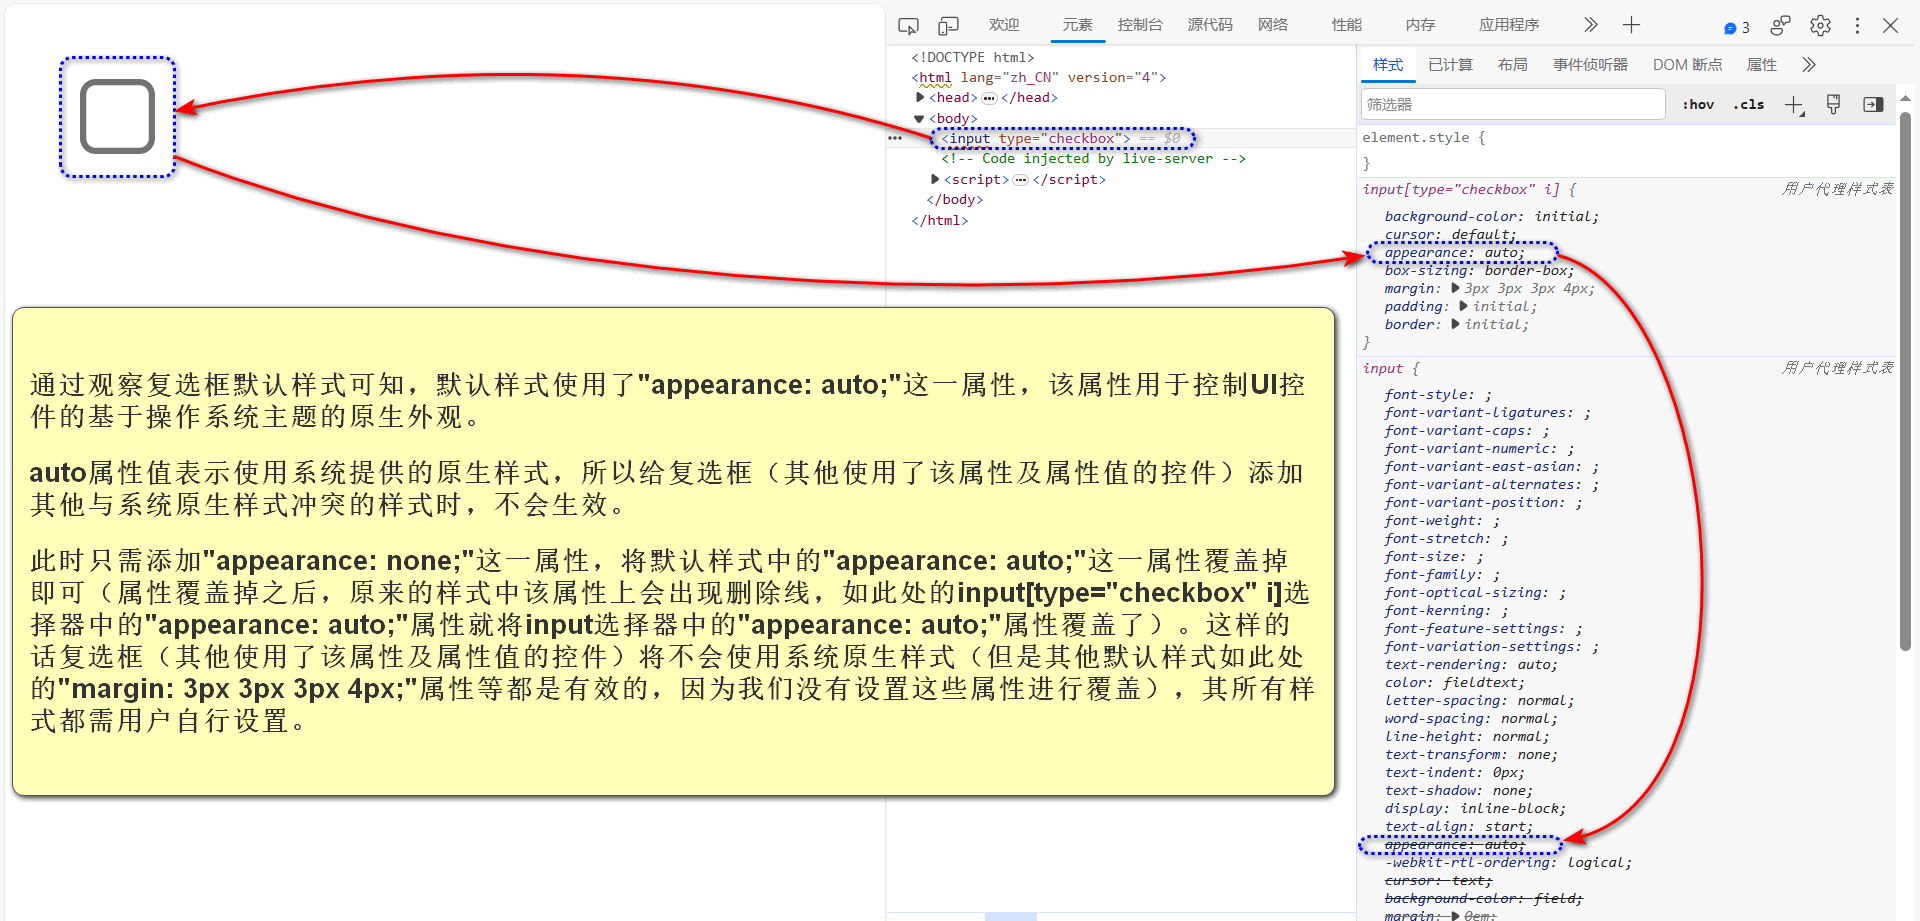 欢迎 元素 控制台 源代码 网络 性能 内存 应用程序 3
<!DOCTYPE html>
<html lang="zh_CN" version="4">
<head> ••• </head>
<body>
••• <input type="checkbox"> == $0
<!-- Code injected by live-server -->
<script> ••• </script>
</body>
</html>
样式 已计算 布局 事件侦听器 DOM 断点 属性
筛选器 :hov .cls
element.style {
}
input[type="checkbox" i] { 用户代理样式表
background-color: initial;
cursor: default;
appearance: auto;
box-sizing: border-box;
margin: 3px 3px 3px 4px;
padding: initial;
border: initial;
}
input { 用户代理样式表
font-style: ;
font-variant-ligatures: ;
font-variant-caps: ;
font-variant-numeric: ;
font-variant-east-asian: ;
font-variant-alternates: ;
font-variant-position: ;
font-weight: ;
font-stretch: ;
font-size: ;
font-family: ;
font-optical-sizing: ;
font-kerning: ;
font-feature-settings: ;
font-variation-settings: ;
text-rendering: auto;
color: fieldtext;
letter-spacing: normal;
word-spacing: normal;
line-height: normal;
text-transform: none;
text-indent: 0px;
text-shadow: none;
display: inline-block;
text-align: start;
appearance: auto;
-webkit-rtl-ordering: logical;
cursor: text;
background-color: field;
margin: 0em;
通过观察复选框默认样式可知，默认样式使用了"appearance: auto;"这一属性，该属性用于控制UI控
件的基于操作系统主题的原生外观。
auto属性值表示使用系统提供的原生样式，所以给复选框（其他使用了该属性及属性值的控件）添加
其他与系统原生样式冲突的样式时，不会生效。
此时只需添加"appearance: none;"这一属性，将默认样式中的"appearance: auto;"这一属性覆盖掉
即可（属性覆盖掉之后，原来的样式中该属性上会出现删除线，如此处的input[type="checkbox" i]选
择器中的"appearance: auto;"属性就将input选择器中的"appearance: auto;"属性覆盖了）。这样的
话复选框（其他使用了该属性及属性值的控件）将不会使用系统原生样式（但是其他默认样式如此处
的"margin: 3px 3px 3px 4px;"属性等都是有效的，因为我们没有设置这些属性进行覆盖），其所有样
式都需用户自行设置。